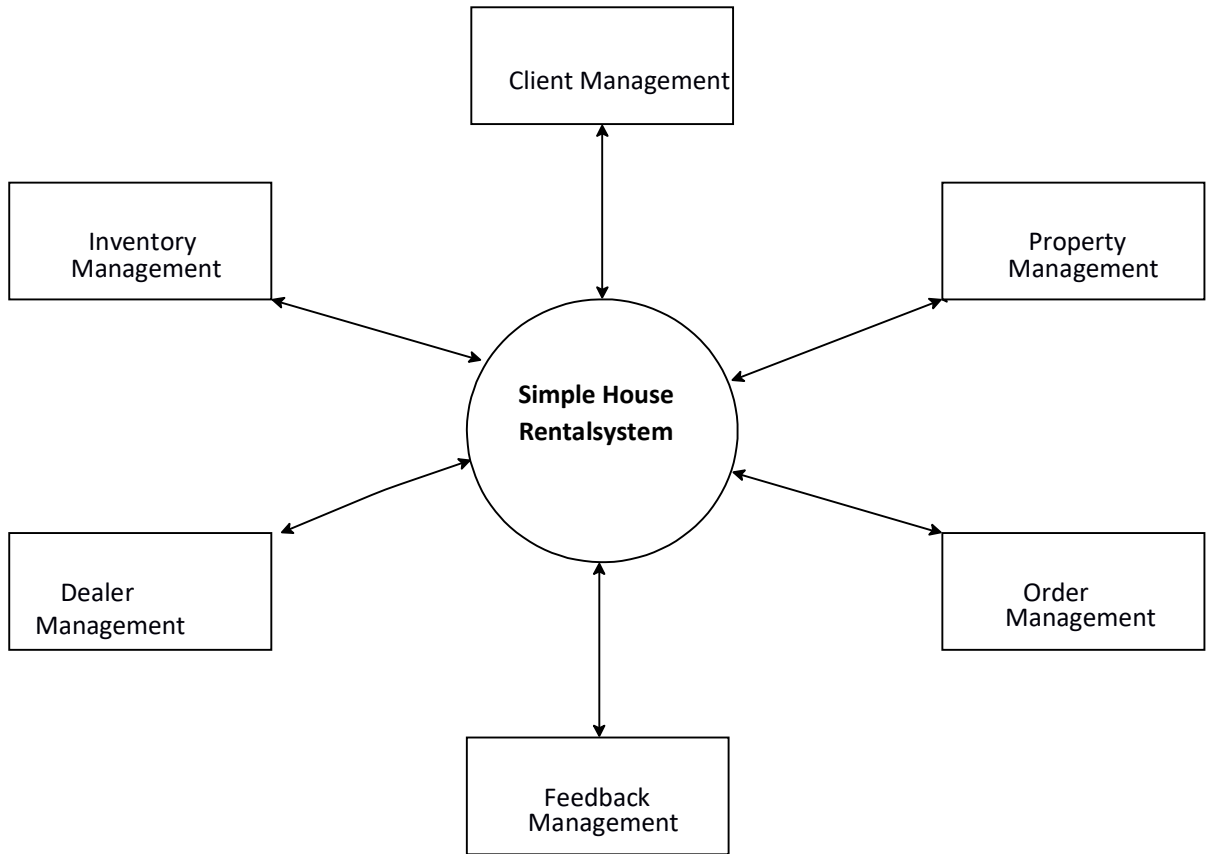 Client Management
Inventory
Management
Property
Management
Simple House
Rentalsystem
Dealer
Management
Order
Management
Feedback
Management